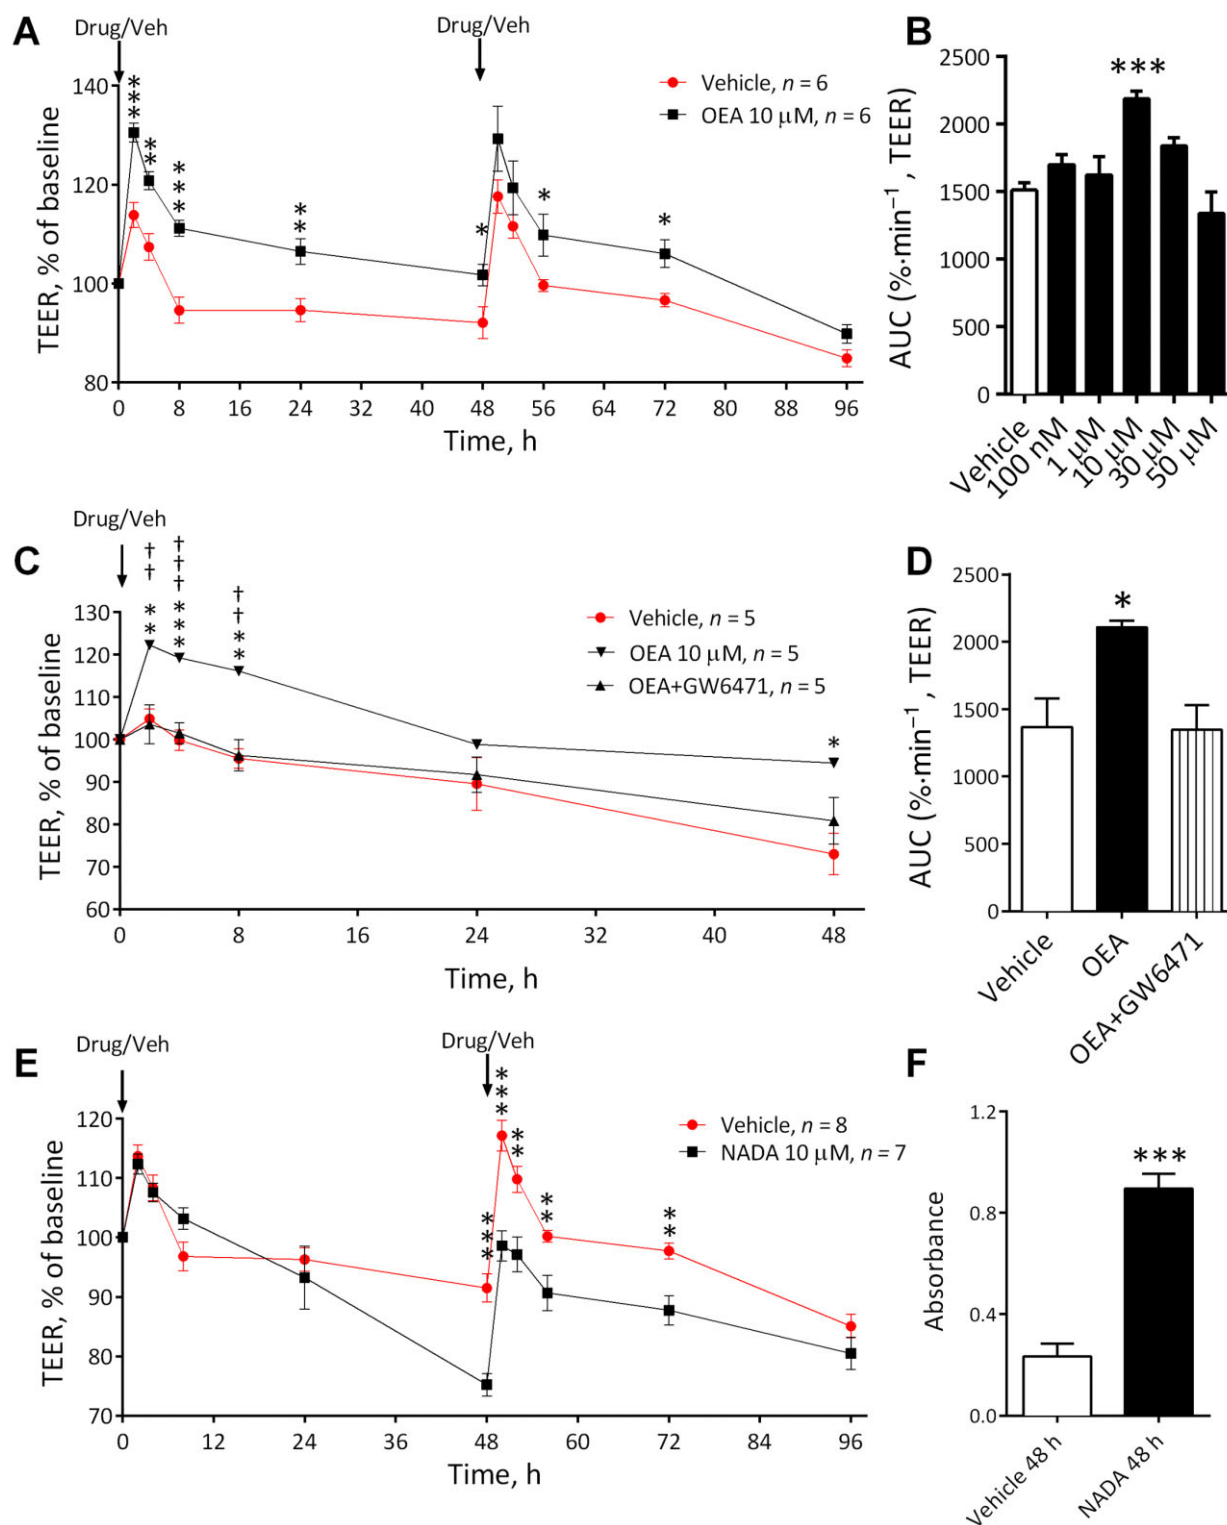 A
Drug/Veh
Drug/Veh
TEER, % of baseline
140
120
100
80
0 8 16 24 32 40 48 56 64 72 80 88 96
Time, h
Vehicle, n = 6
OEA 10 μM, n = 6
***
**
***
**
*
*
*
B
AUC (%·min⁻¹, TEER)
2500
2000
1500
1000
500
0
***
Vehicle
100 nM
1 μM
10 μM
30 μM
50 μM
C
Drug/Veh
TEER, % of baseline
130
120
110
100
90
80
70
60
0 8 24 32 40 48
Time, h
Vehicle, n = 5
OEA 10 μM, n = 5
OEA+GW6471, n = 5
††
**
†††
***
††
**
*
D
AUC (%·min⁻¹, TEER)
2500
2000
1500
1000
500
0
*
Vehicle
OEA
OEA+GW6471
E
Drug/Veh
Drug/Veh
TEER, % of baseline
120
110
100
90
80
70
0 12 24 36 48 60 72 84 96
Time, h
Vehicle, n = 8
NADA 10 μM, n = 7
***
***
**
**
**
F
Absorbance
1.2
0.8
0.4
0.0
***
Vehicle 48 h
NADA 48 h